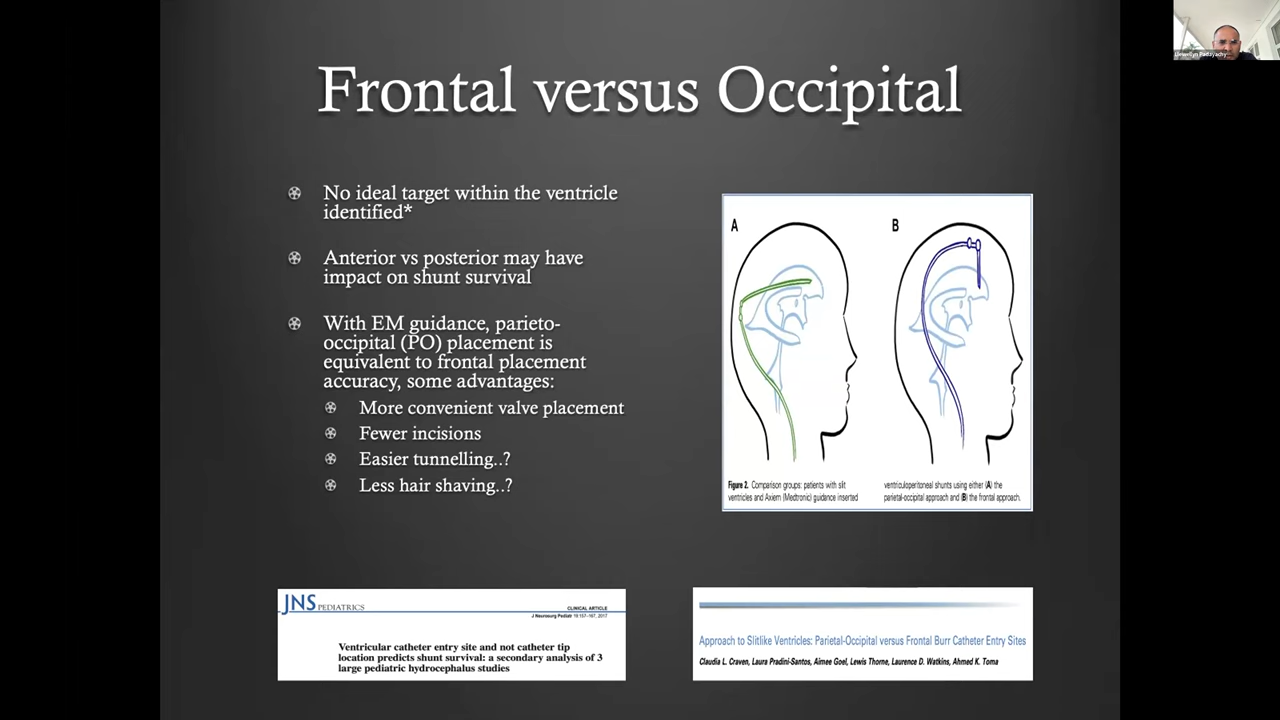 Frontal versus Occipital
No ideal target within the ventricle
identified*
Anterior vs posterior may have
impact on shunt survival
With EM guidance, parieto-
occipital (PO) placement is
equivalent to frontal placement
accuracy, some advantages:
More convenient valve placement
Fewer incisions
Easier tunnelling..?
Less hair shaving..?
A
B
Figure 2. Comparison groups: patients with slit
ventricles and Axiem (Medtronic) guidance inserted
ventriculoperitoneal shunts using either (A) the
parietal-occipital approach and (B) the frontal approach.
JNS PEDIATRICS
CLINICAL ARTICLE
J Neurosurg Pediatr 19:157–167, 2017
Ventricular catheter entry site and not catheter tip
location predicts shunt survival: a secondary analysis of 3
large pediatric hydrocephalus studies
Approach to Slitlike Ventricles: Parietal-Occipital versus Frontal Burr Catheter Entry Sites
Claudia L. Craven, Laura Pradini-Santos, Aimee Goel, Lewis Thorne, Laurence D. Watkins, Ahmed K. Toma